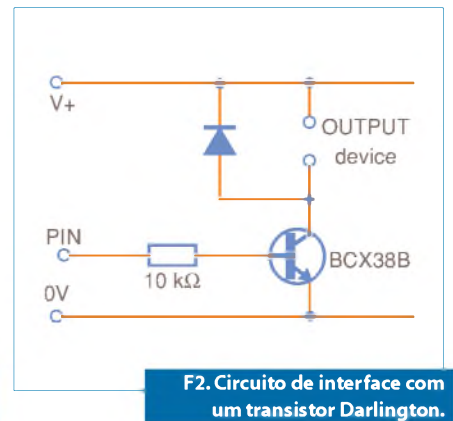 V+
OUTPUT
device
PIN
10 kΩ
BCX38B
0V
F2. Circuito de interface com
um transistor Darlington.